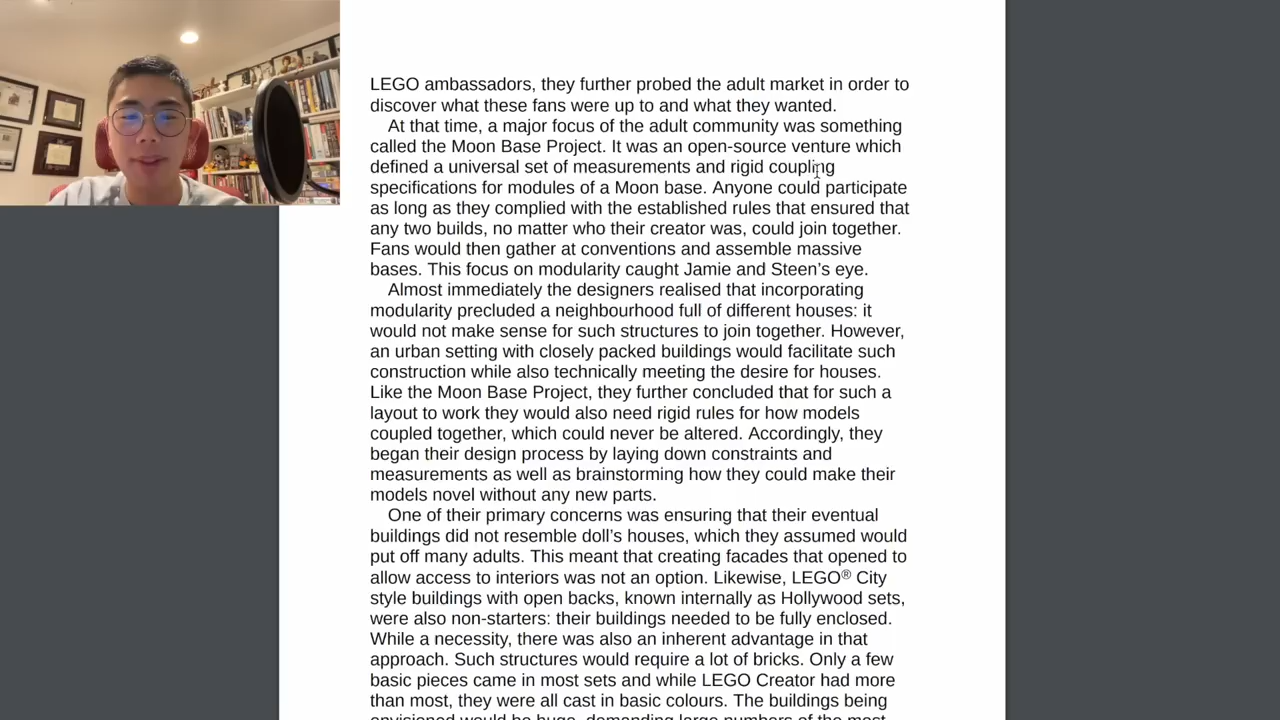 LEGO ambassadors, they further probed the adult market in order to
discover what these fans were up to and what they wanted.
At that time, a major focus of the adult community was something
called the Moon Base Project. It was an open-source venture which
defined a universal set of measurements and rigid coupling
specifications for modules of a Moon base. Anyone could participate
as long as they complied with the established rules that ensured that
any two builds, no matter who their creator was, could join together.
Fans would then gather at conventions and assemble massive
bases. This focus on modularity caught Jamie and Steen’s eye.
Almost immediately the designers realised that incorporating
modularity precluded a neighbourhood full of different houses: it
would not make sense for such structures to join together. However,
an urban setting with closely packed buildings would facilitate such
construction while also technically meeting the desire for houses.
Like the Moon Base Project, they further concluded that for such a
layout to work they would also need rigid rules for how models
coupled together, which could never be altered. Accordingly, they
began their design process by laying down constraints and
measurements as well as brainstorming how they could make their
models novel without any new parts.
One of their primary concerns was ensuring that their eventual
buildings did not resemble doll’s houses, which they assumed would
put off many adults. This meant that creating facades that opened to
allow access to interiors was not an option. Likewise, LEGO® City
style buildings with open backs, known internally as Hollywood sets,
were also non-starters: their buildings needed to be fully enclosed.
While a necessity, there was also an inherent advantage in that
approach. Such structures would require a lot of bricks. Only a few
basic pieces came in most sets and while LEGO Creator had more
than most, they were all cast in basic colours. The buildings being
envisioned would be huge, demanding large numbers of the most